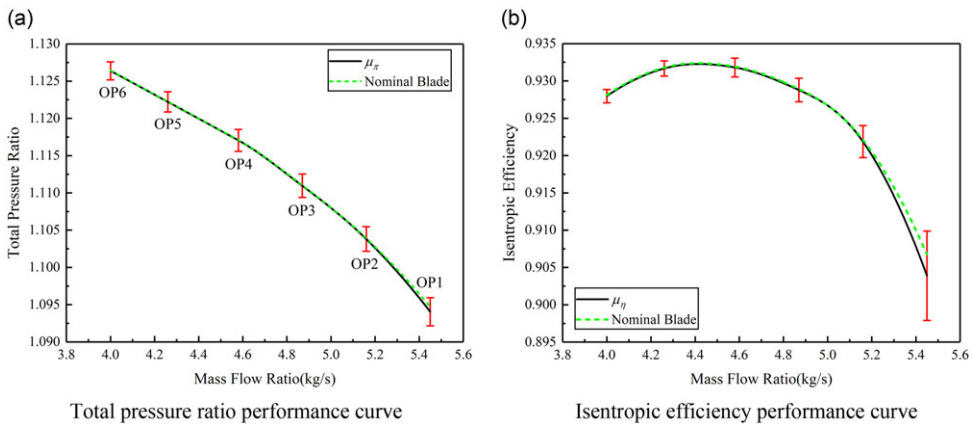 (a)
1.130
1.125
1.120
1.115
1.110
1.105
1.100
1.095
1.090
Total Pressure Ratio
μπ
Nominal Blade
OP6
OP5
OP4
OP3
OP2
OP1
3.8 4.0 4.2 4.4 4.6 4.8 5.0 5.2 5.4 5.6
Mass Flow Ratio(kg/s)
Total pressure ratio performance curve
(b)
0.935
0.930
0.925
0.920
0.915
0.910
0.905
0.900
0.895
Isentropic Efficiency
μη
Nominal Blade
3.8 4.0 4.2 4.4 4.6 4.8 5.0 5.2 5.4 5.6
Mass Flow Ratio(kg/s)
Isentropic efficiency performance curve